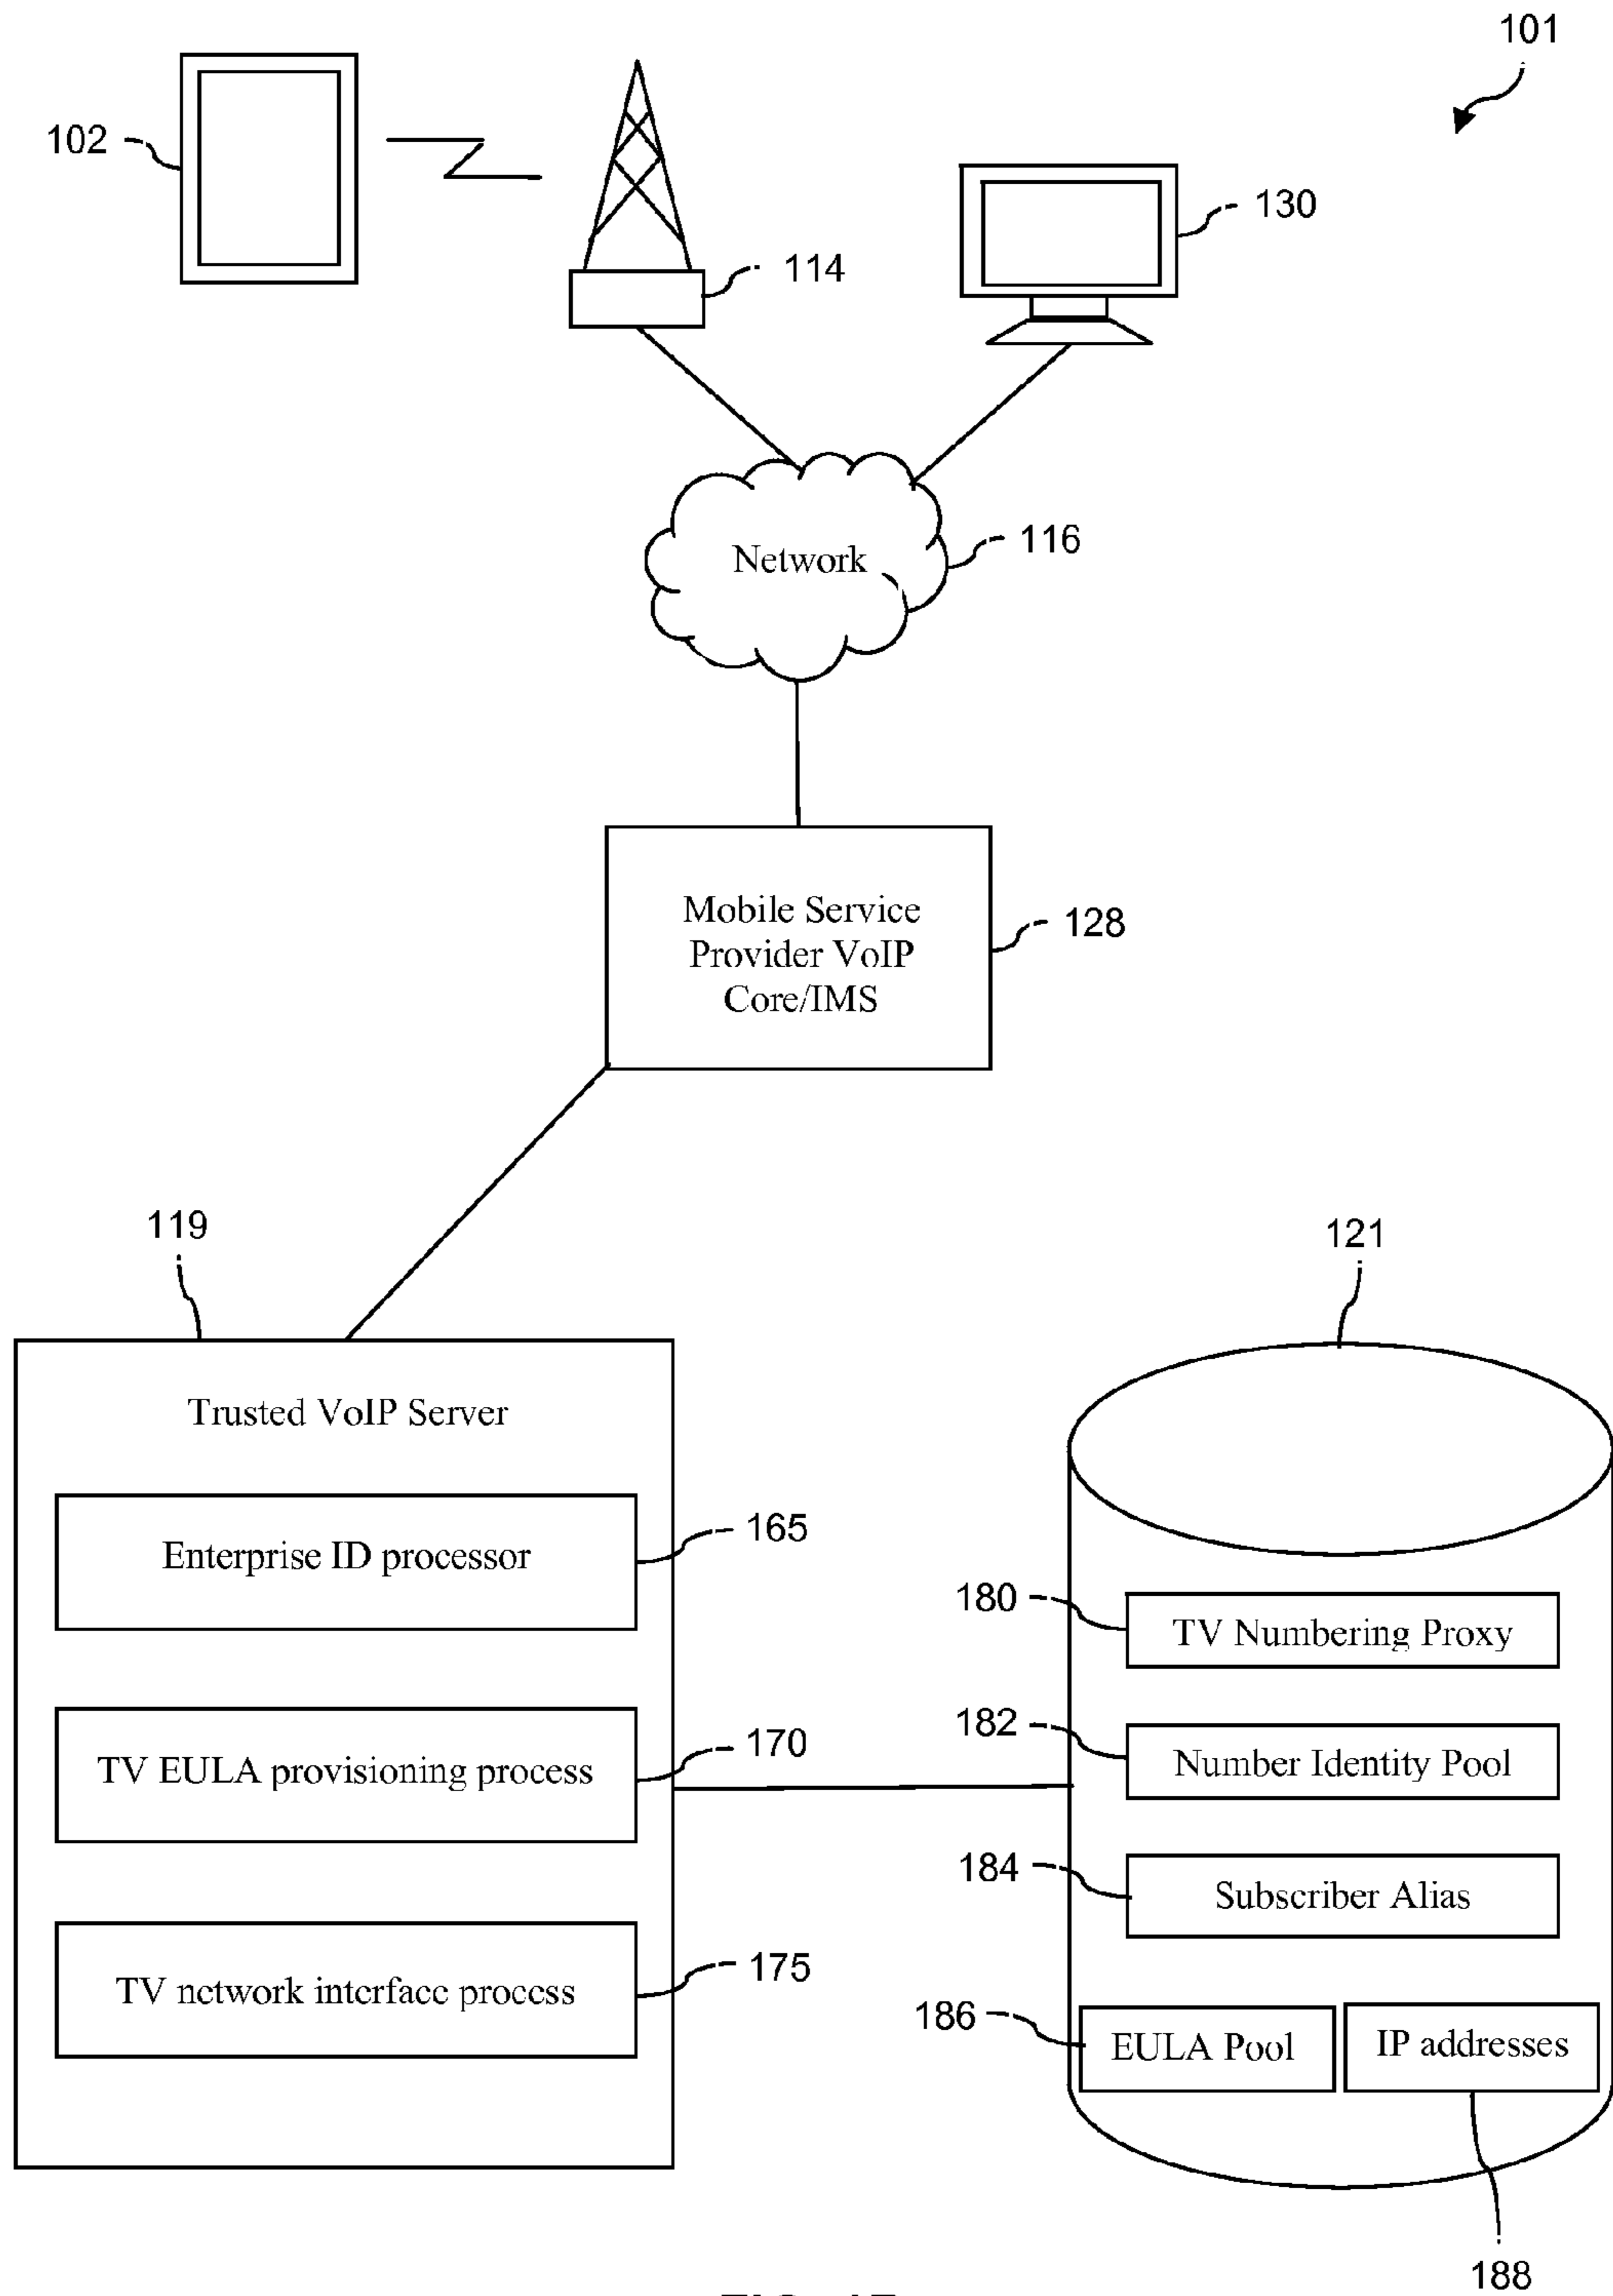 101
102
114
130
Network
116
Mobile Service
Provider VoIP
Core/IMS
128
119
121
Trusted VoIP Server
Enterprise ID processor
165
TV EULA provisioning process
170
TV network interface process
175
180
TV Numbering Proxy
182
Number Identity Pool
184
Subscriber Alias
186
EULA Pool
IP addresses
188